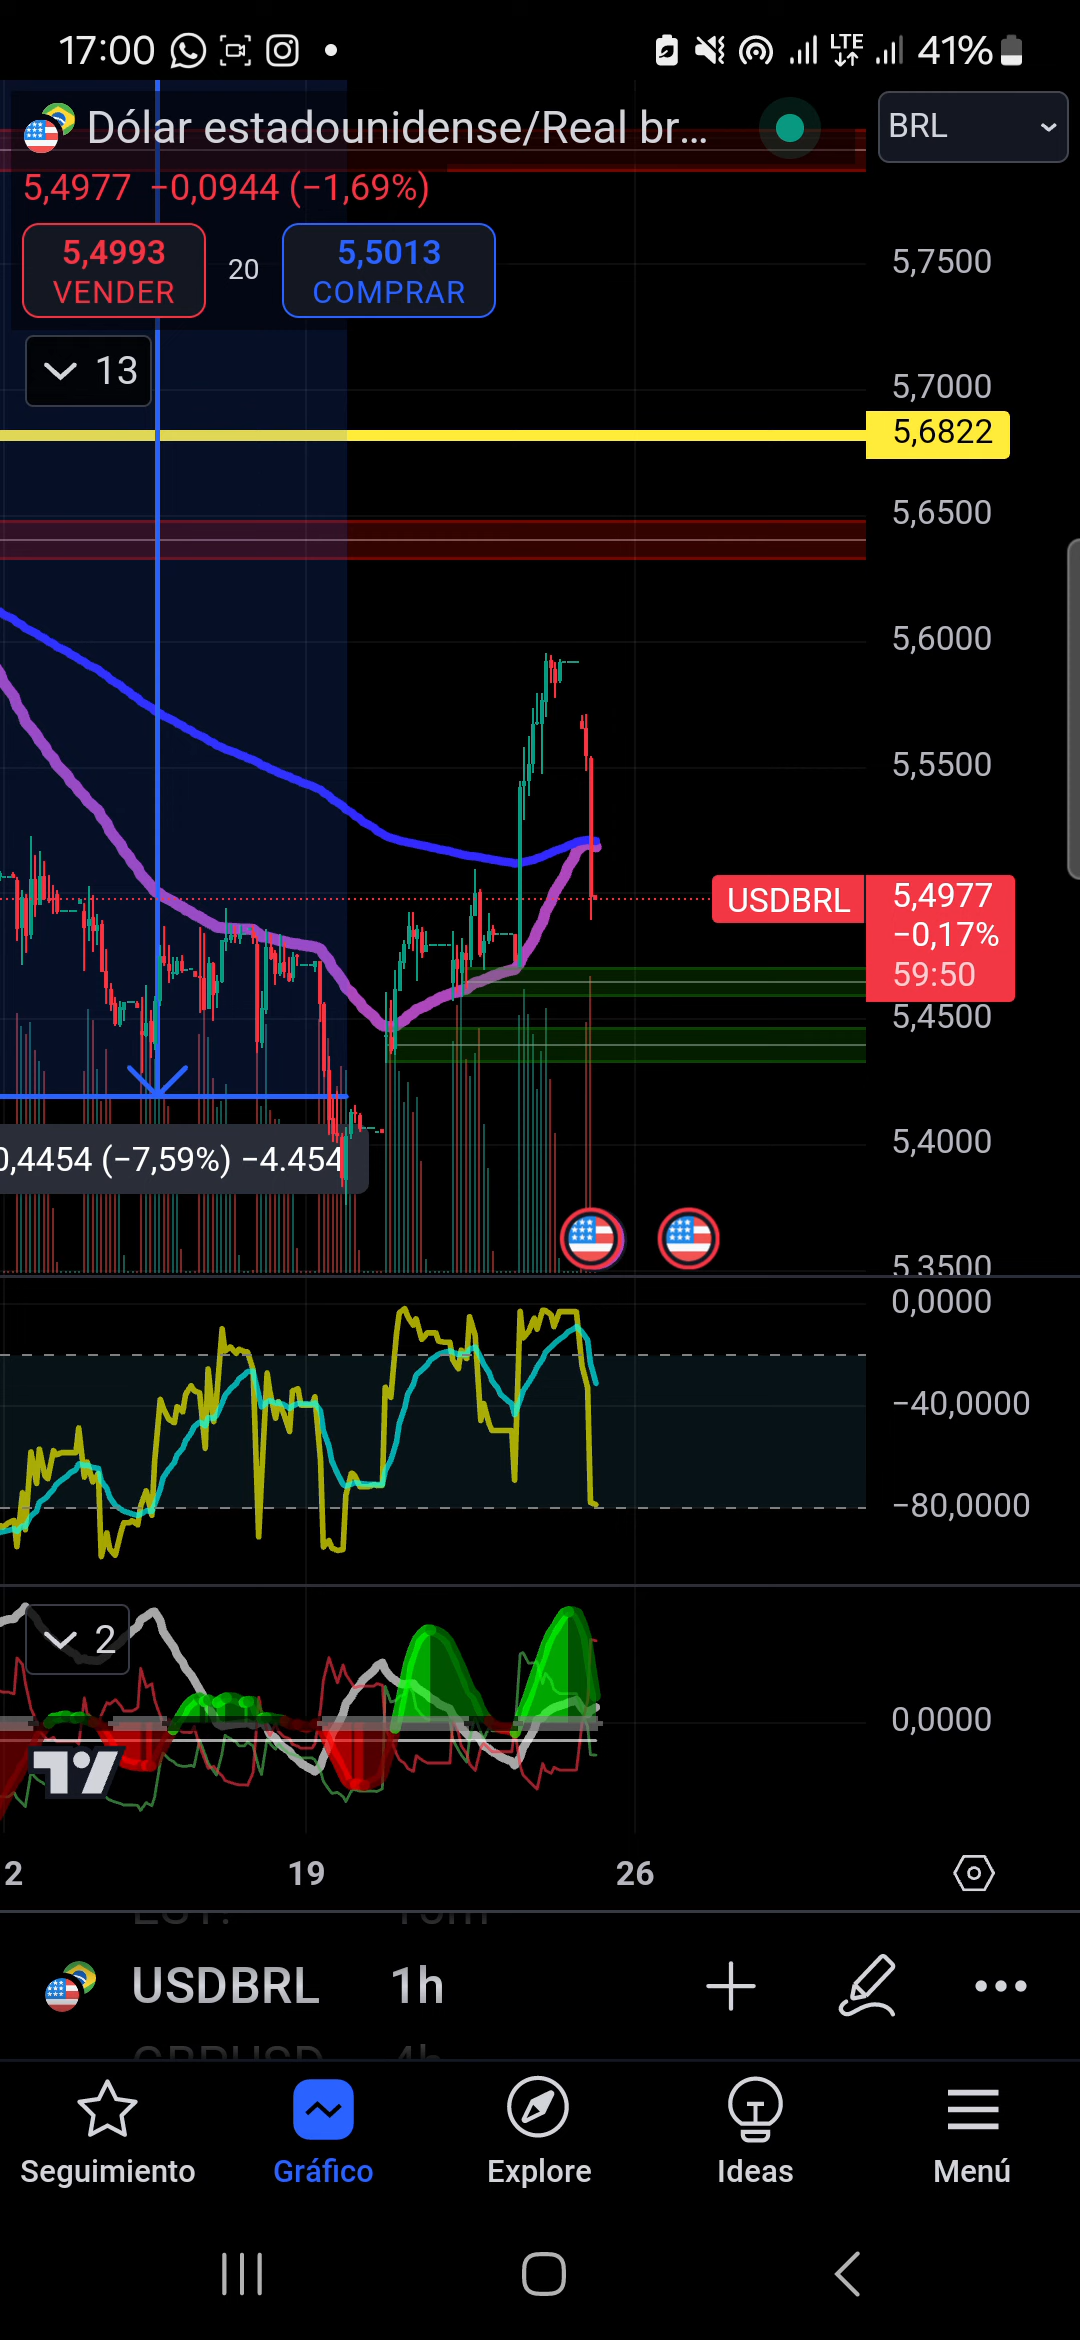 17:00 LTE 41%
Dólar estadounidense/Real br... BRL
5,4977 −0,0944 (−1,69%)
5,4993 20 5,5013
VENDER COMPRAR
13
5,7500
5,7000
5,6822
5,6500
5,6000
5,5500
USDBRL 5,4977
−0,17%
59:50
5,4500
5,4000
0,4454 (−7,59%) −4.454
5,3500
0,0000
−40,0000
−80,0000
2
0,0000
2 19 26
USDBRL 1h
Seguimiento Gráfico Explore Ideas Menú